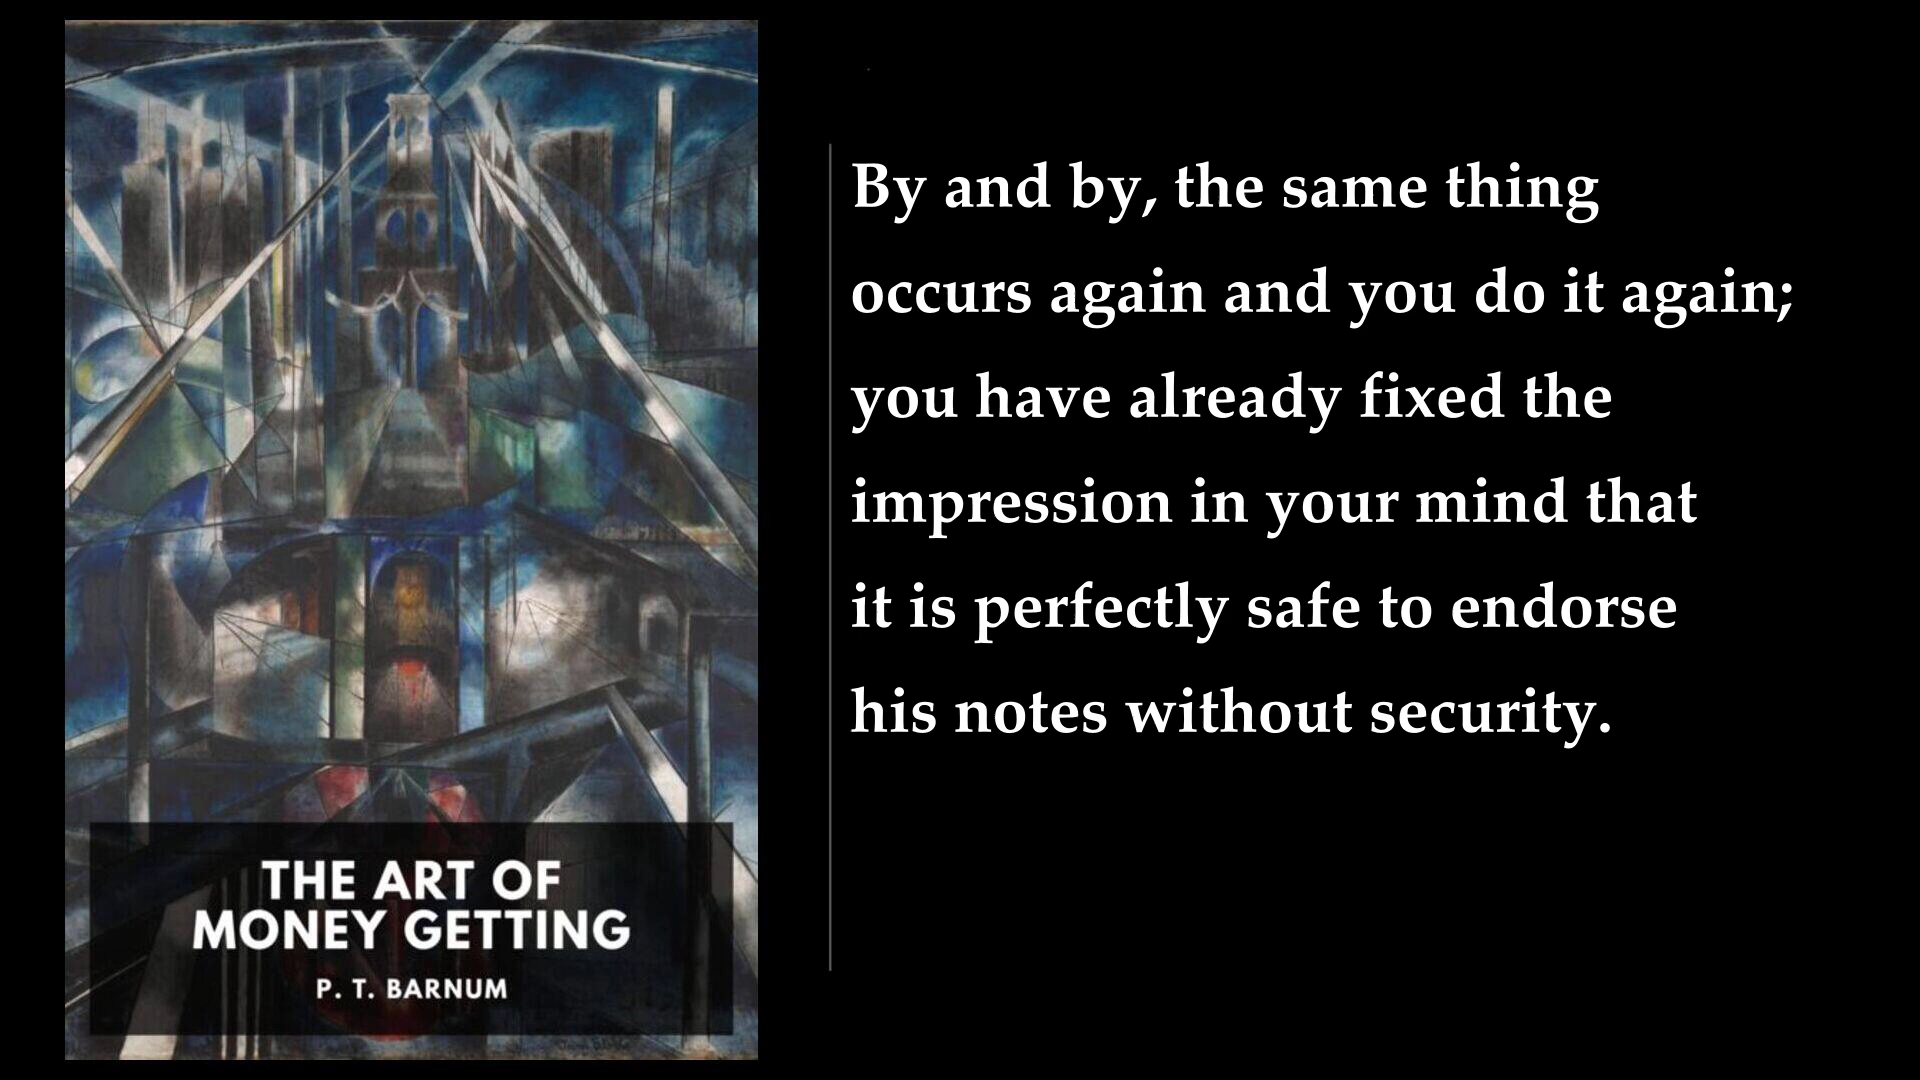 By and by, the same thing
occurs again and you do it again;
you have already fixed the
impression in your mind that
it is perfectly safe to endorse
his notes without security.
THE ART OF
MONEY GETTING
P. T. BARNUM